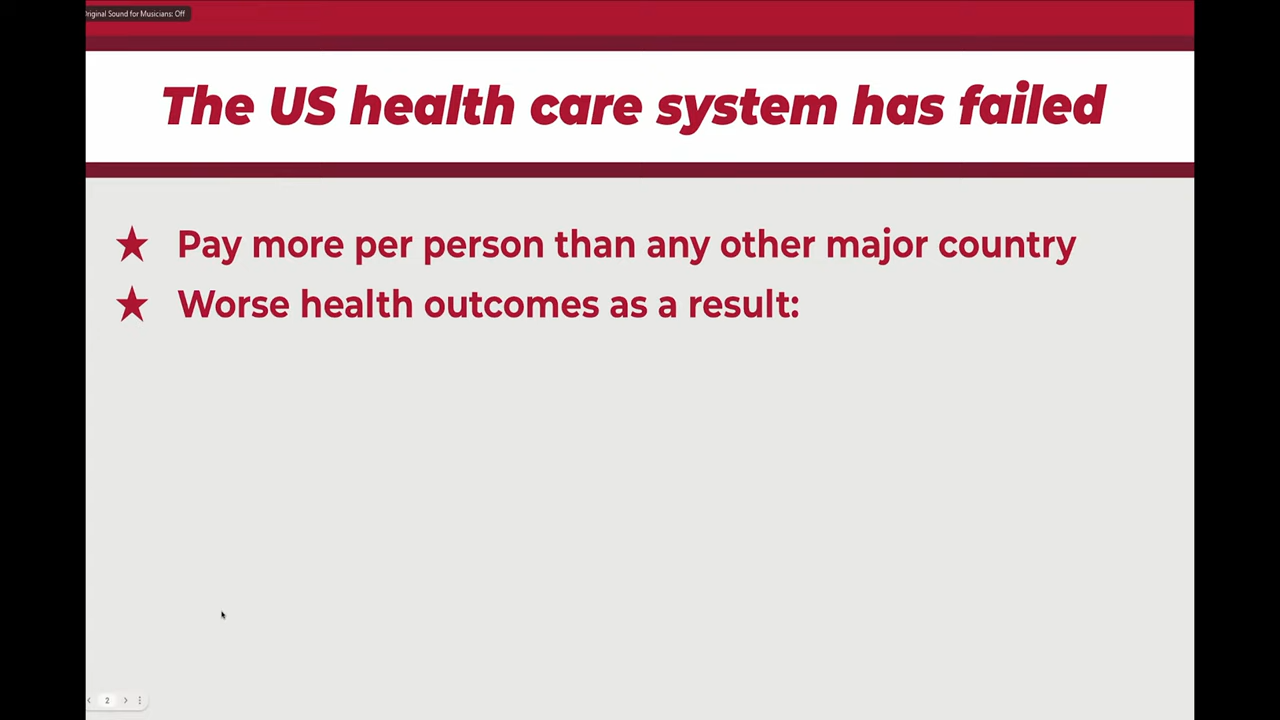 Original Sound for Musicians: Off
The US health care system has failed
★ Pay more per person than any other major country
★ Worse health outcomes as a result:
2